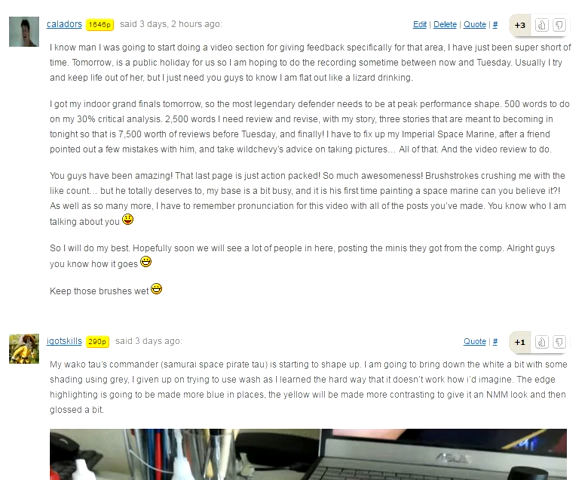 caladors 1646p said 3 days, 2 hours ago: Edit | Delete | Quote | # +3
I know man I was going to start doing a video section for giving feedback specifically for that area, I have just been super short of
time. Tomorrow, is a public holiday for us so I am hoping to do the recording sometime between now and Tuesday. Usually I try
and keep life out of her, but I just need you guys to know I am flat out like a lizard drinking.
I got my indoor grand finals tomorrow, so the most legendary defender needs to be at peak performance shape. 500 words to do
on my 30% critical analysis. 2,500 words I need review and revise, with my story, three stories that are meant to becoming in
tonight so that is 7,500 worth of reviews before Tuesday, and finally! I have to fix up my Imperial Space Marine, after a friend
pointed out a few mistakes with him, and take wildchevy's advice on taking pictures… All of that. And the video review to do.
You guys have been amazing! That last page is just action packed! So much awesomeness! Brushstrokes crushing me with the
like count… but he totally deserves to, my base is a bit busy, and it is his first time painting a space marine can you believe it?!
As well as so many more, I have to remember pronunciation for this video with all of the posts you've made. You know who I am
talking about you
So I will do my best. Hopefully soon we will see a lot of people in here, posting the minis they got from the comp. Alright guys
you know how it goes
Keep those brushes wet
igotskills 290p said 3 days ago: Quote | # +1
My wako tau's commander (samurai space pirate tau) is starting to shape up. I am going to bring down the white a bit with some
shading using grey, I given up on trying to use wash as I learned the hard way that it doesn't work how i'd imagine. The edge
highlighting is going to be made more blue in places, the yellow will be made more contrasting to give it an NMM look and then
glossed a bit.
ASUS